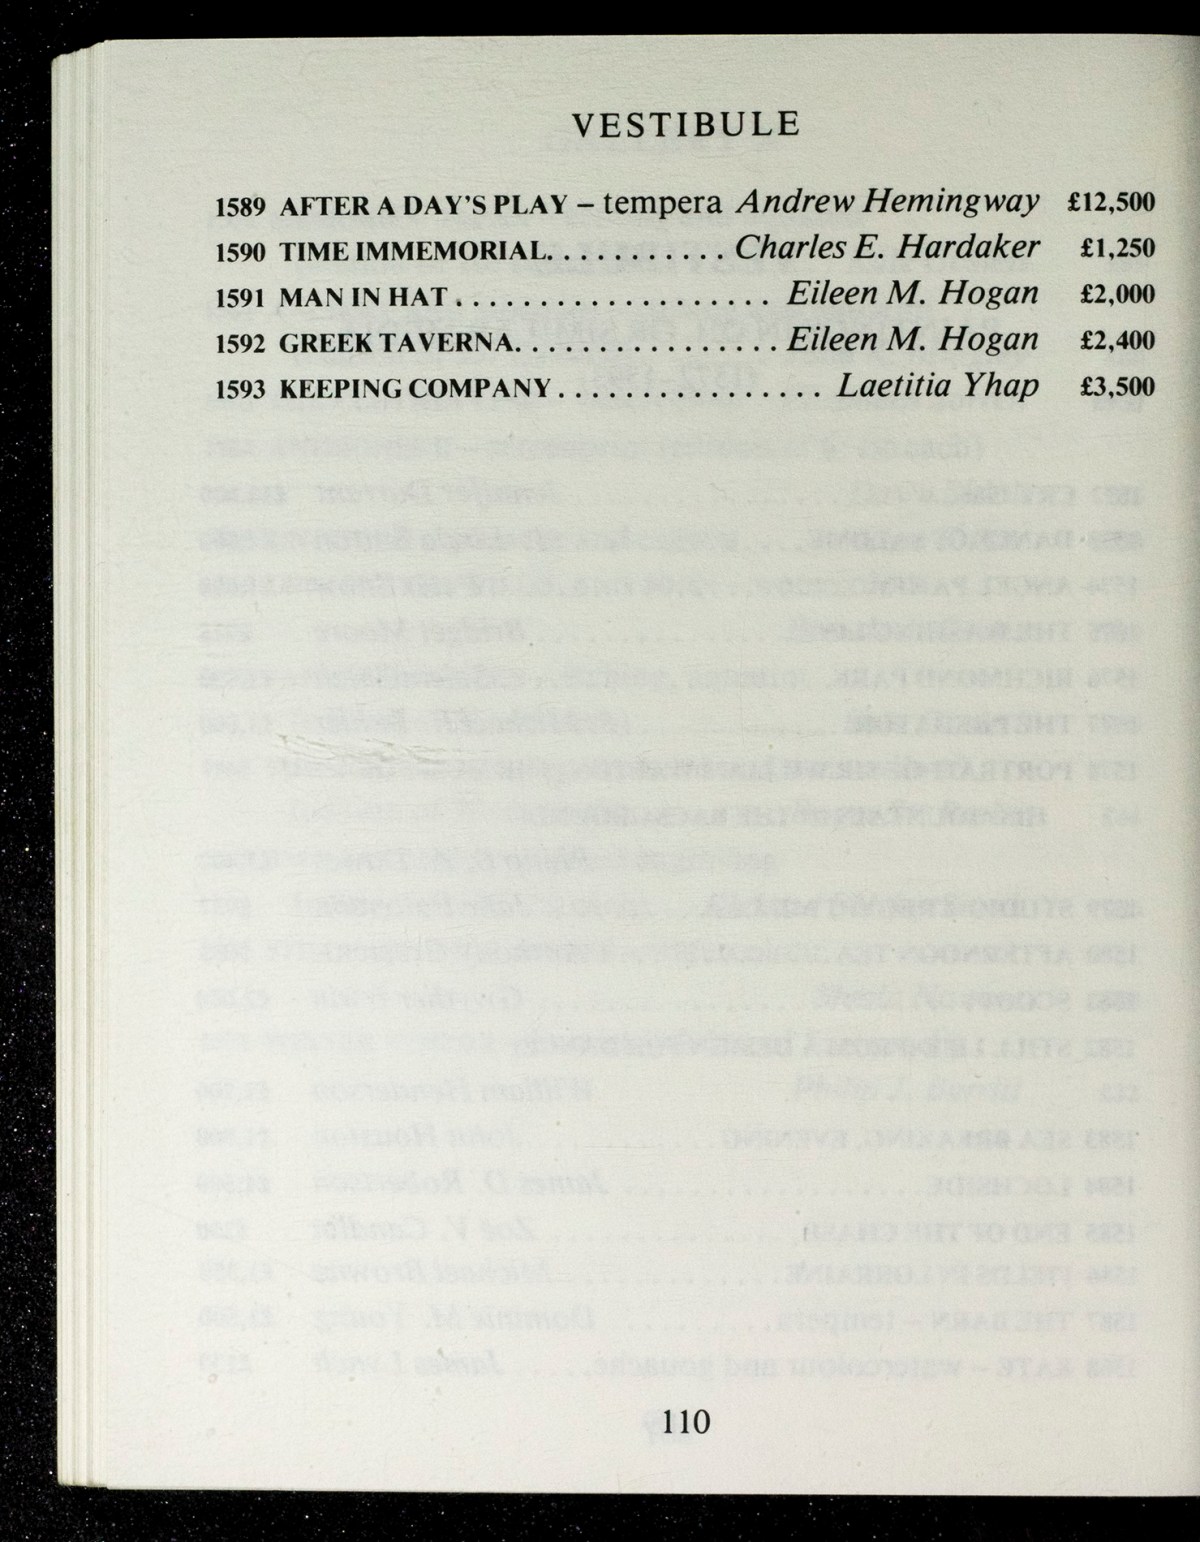 VESTIBULE
1589 AFTER A DAY'S PLAY – tempera Andrew Hemingway £12,500
1590 TIME IMMEMORIAL........... Charles E. Hardaker £1,250
1591 MAN IN HAT................... Eileen M. Hogan £2,000
1592 GREEK TAVERNA................ Eileen M. Hogan £2,400
1593 KEEPING COMPANY................ Laetitia Yhap £3,500
110